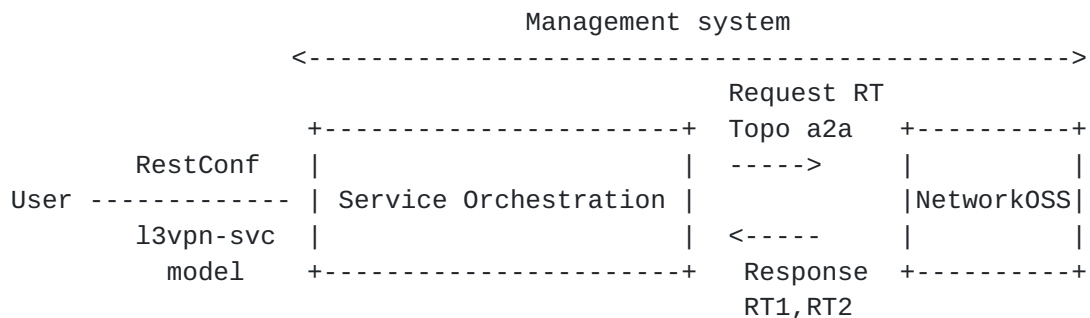 Management system
<------------------------------------------------->
Request RT
+-----------------------+ Topo a2a +----------+
RestConf | | -----> | |
User ------------- | Service Orchestration | |NetworkOSS|
l3vpn-svc | | <----- | |
model +-----------------------+ Response +----------+
RT1,RT2